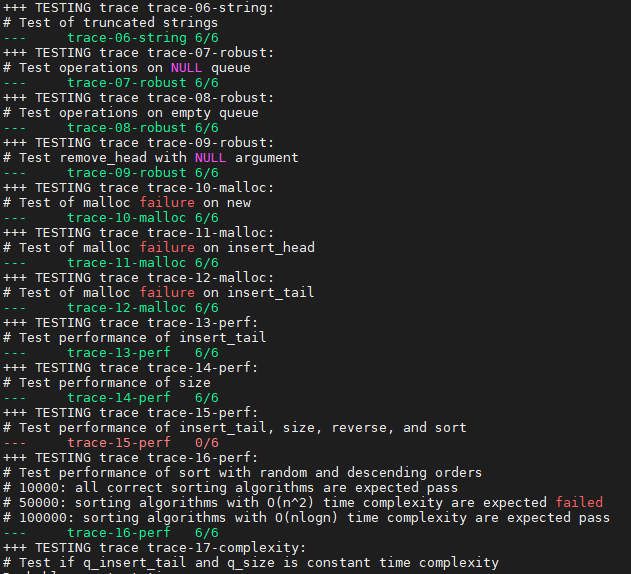 +++ TESTING trace trace-06-string:
# Test of truncated strings
---     trace-06-string 6/6
+++ TESTING trace trace-07-robust:
# Test operations on NULL queue
---     trace-07-robust 6/6
+++ TESTING trace trace-08-robust:
# Test operations on empty queue
---     trace-08-robust 6/6
+++ TESTING trace trace-09-robust:
# Test remove_head with NULL argument
---     trace-09-robust 6/6
+++ TESTING trace trace-10-malloc:
# Test of malloc failure on new
---     trace-10-malloc 6/6
+++ TESTING trace trace-11-malloc:
# Test of malloc failure on insert_head
---     trace-11-malloc 6/6
+++ TESTING trace trace-12-malloc:
# Test of malloc failure on insert_tail
---     trace-12-malloc 6/6
+++ TESTING trace trace-13-perf:
# Test performance of insert_tail
---     trace-13-perf   6/6
+++ TESTING trace trace-14-perf:
# Test performance of size
---     trace-14-perf   6/6
+++ TESTING trace trace-15-perf:
# Test performance of insert_tail, size, reverse, and sort
---     trace-15-perf   0/6
+++ TESTING trace trace-16-perf:
# Test performance of sort with random and descending orders
# 10000: all correct sorting algorithms are expected pass
# 50000: sorting algorithms with O(n^2) time complexity are expected failed
# 100000: sorting algorithms with O(nlogn) time complexity are expected pass
---     trace-16-perf   6/6
+++ TESTING trace trace-17-complexity:
# Test if q_insert_tail and q_size is constant time complexity